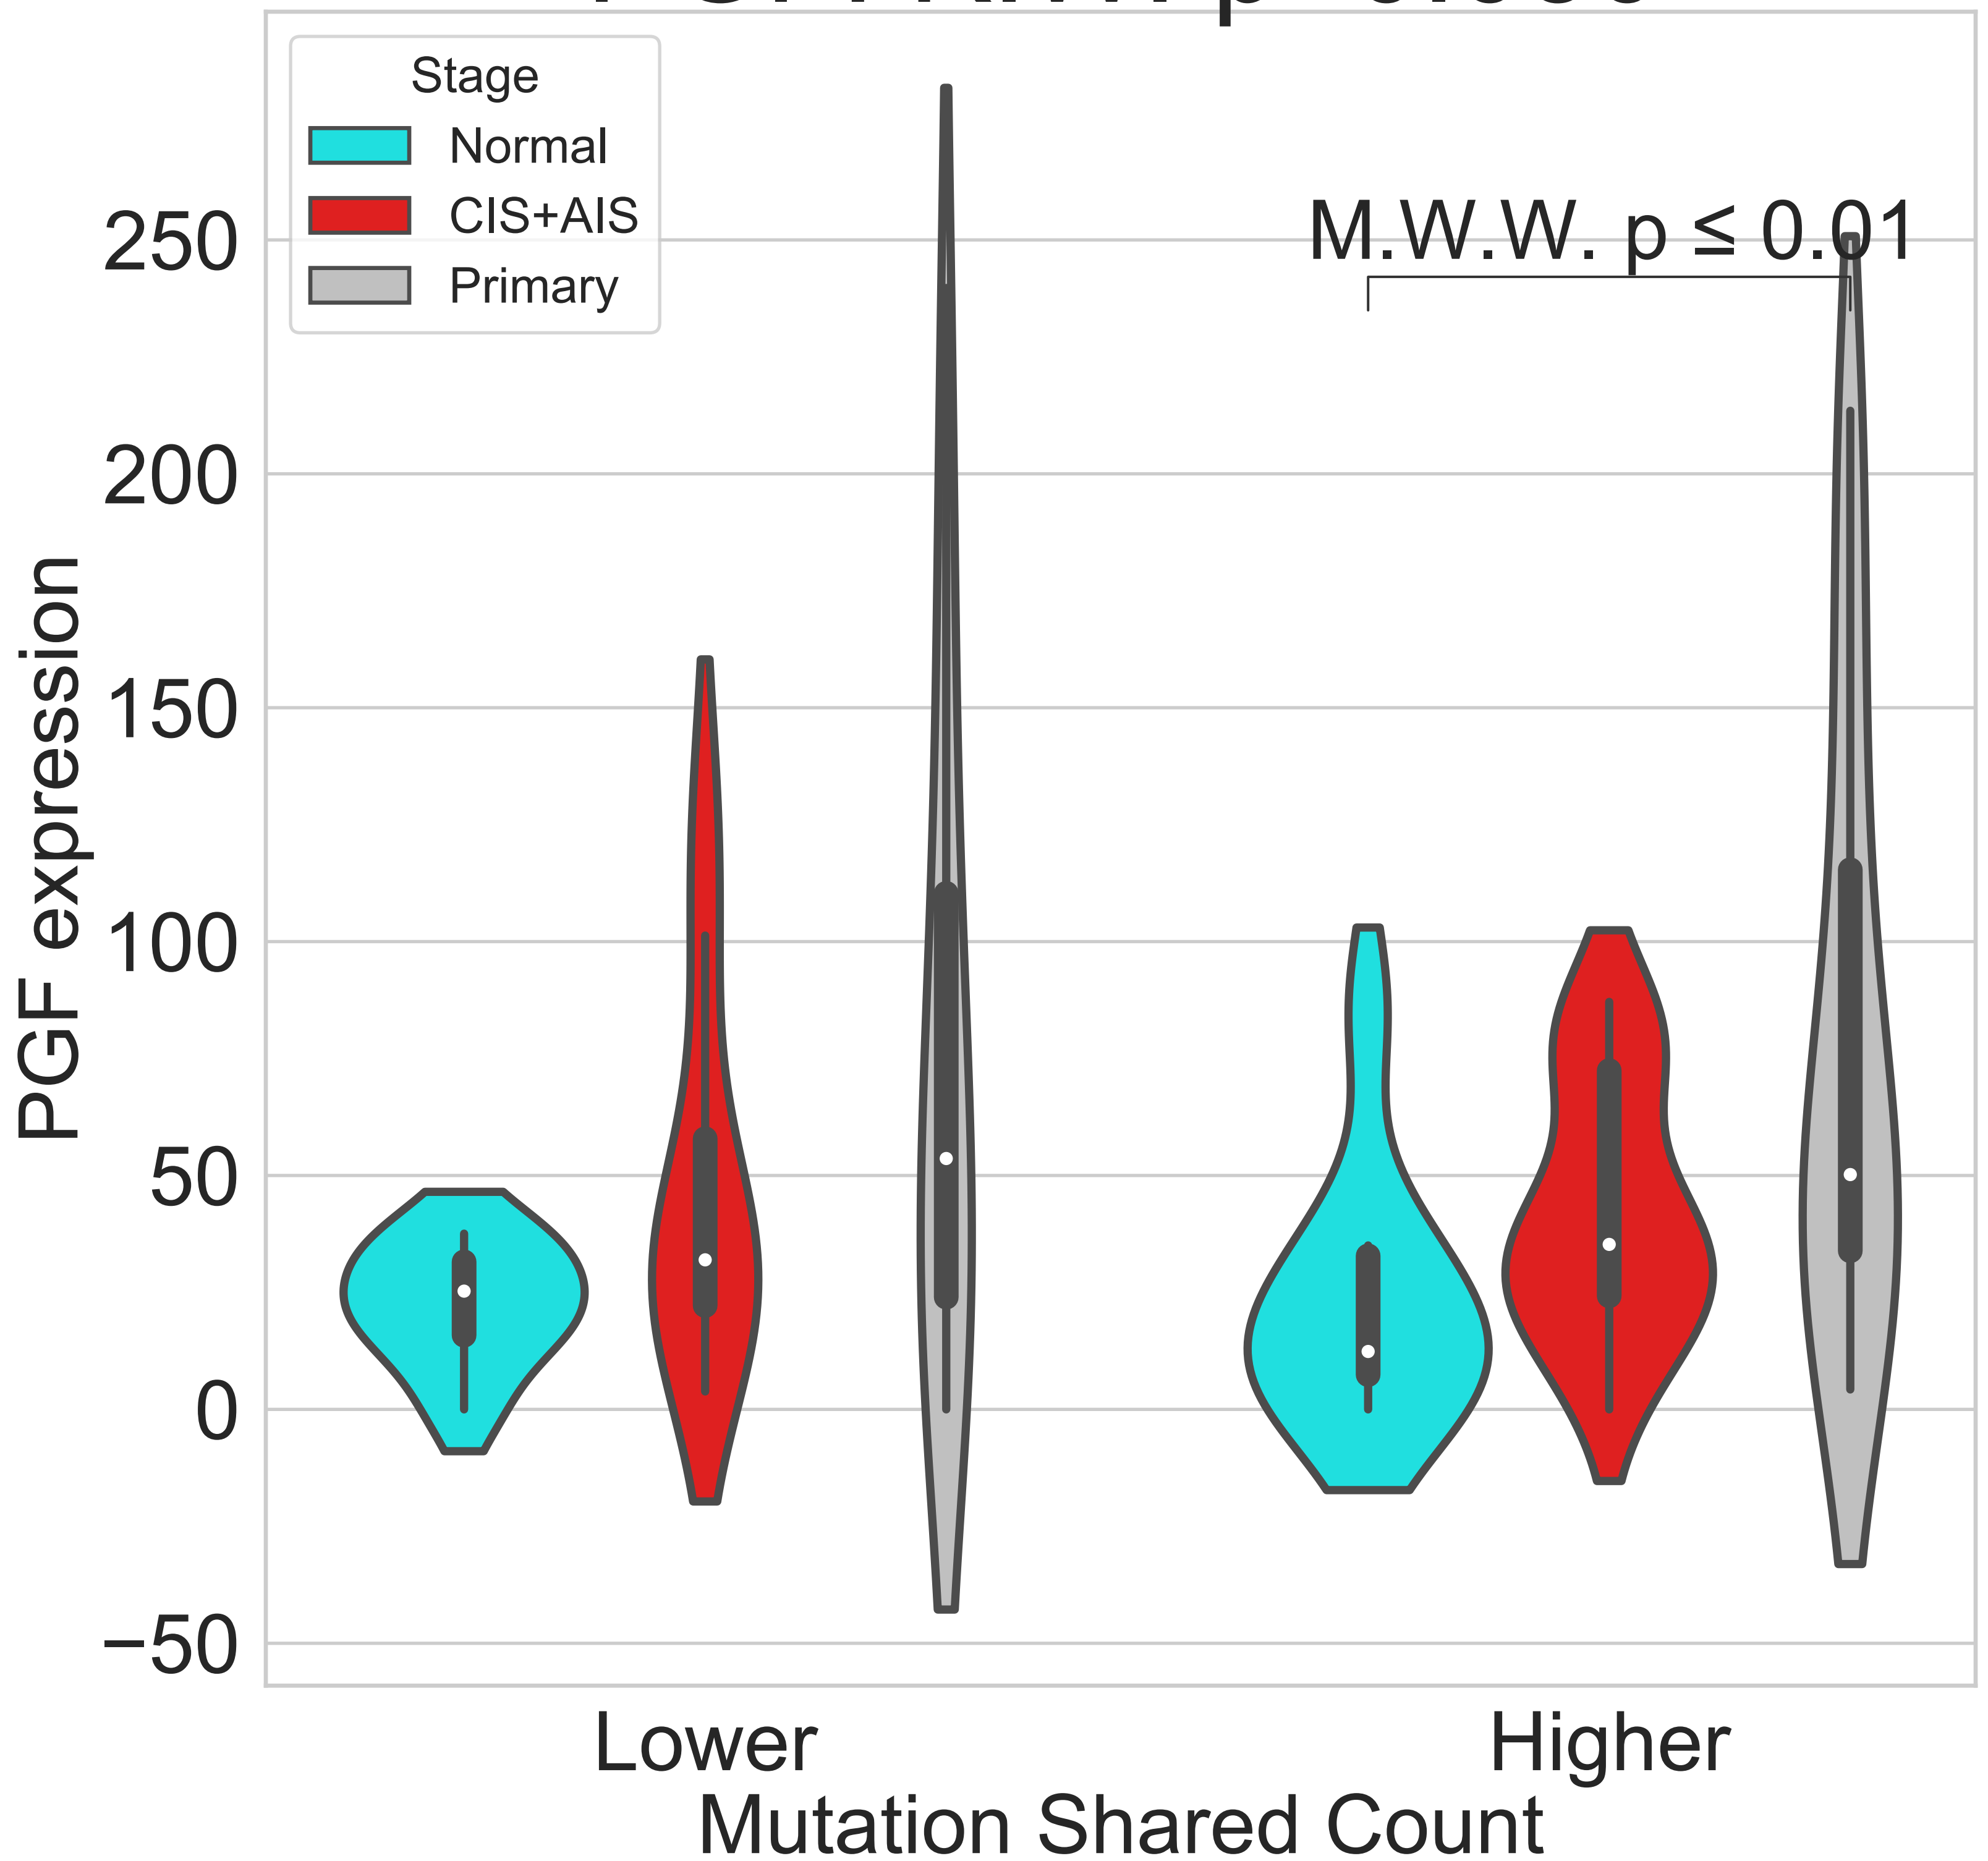 Stage
Normal
CIS+AIS
Primary
M.W.W. p ≤ 0.01
250
200
150
100
50
0
−50
PGF expression
Lower
Higher
Mutation Shared Count